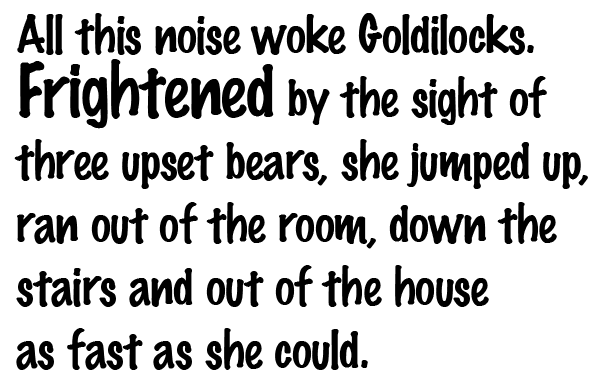 All this noise woke Goldilocks.
Frightened by the sight of
three upset bears, she jumped up,
ran out of the room, down the
stairs and out of the house
as fast as she could.